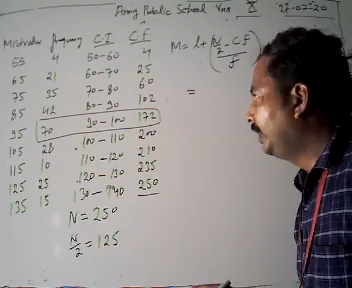 Army Public School Vns X 27-07-20
Midvalue frequency C.I C.F
55 4 50-60 4
65 21 60-70 25
75 35 70-80 60
85 42 80-90 102
95 70 90-100 172
105 28 100-110 200
115 10 110-120 210
125 25 120-130 235
135 15 130-140 250
N = 250
N/2 = 125
M = l + (N/2 - CF / f)
=